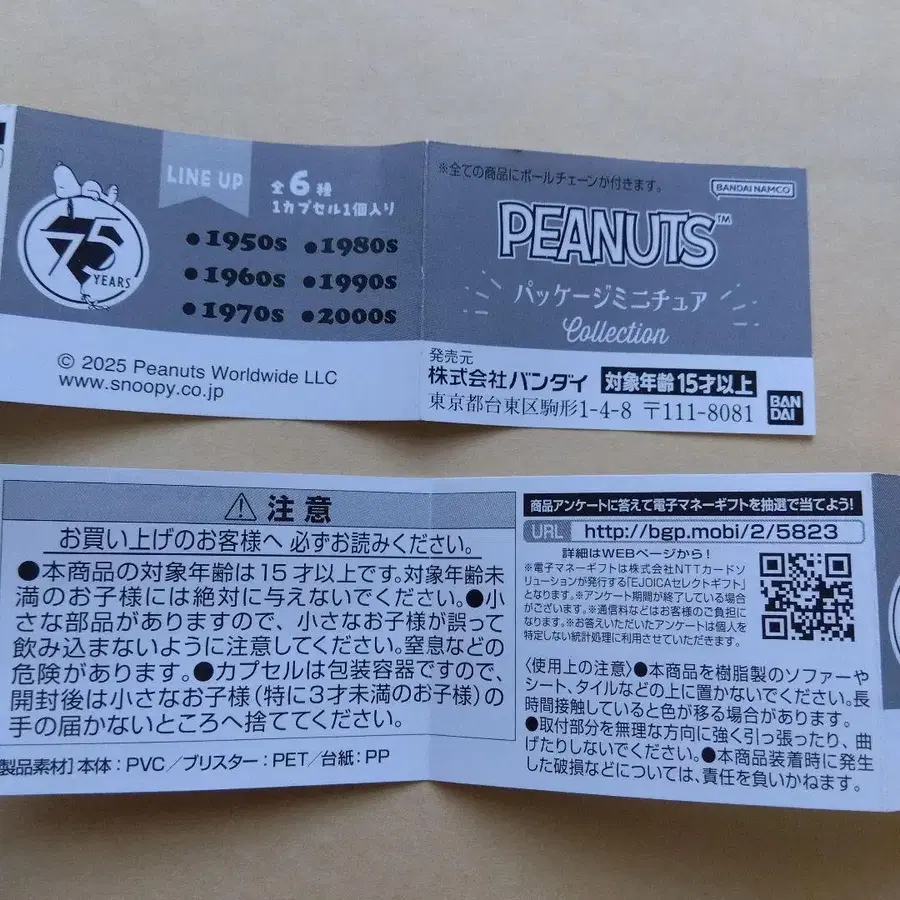 75
YEARS
LINE UP
全6種
1カプセル1個入り
●1950s ●1980s
●1960s ●1990s
●1970s ●2000s
© 2025 Peanuts Worldwide LLC
www.snoopy.co.jp
※全ての商品にボールチェーンが付きます。
BANDAI NAMCO
PEANUTS™
パッケージミニチュア
Collection
発売元
株式会社バンダイ 対象年齢15才以上
東京都台東区駒形1-4-8 〒111-8081
BAN
DAI
⚠注意
お買い上げのお客様へ 必ずお読みください。
●本商品の対象年齢は15才以上です。対象年齢未
満のお子様には絶対に与えないでください。●小
さな部品がありますので、小さなお子様が誤って
飲み込まないように注意してください。窒息などの
危険があります。●カプセルは包装容器ですので、
開封後は小さなお子様(特に3才未満のお子様)の
手の届かないところへ捨ててください。
製品素材]本体:PVC/ブリスター:PET/台紙:PP
商品アンケートに答えて電子マネーギフトを抽選で当てよう!
URL http://bgp.mobi/2/5823
詳細はWEBページから!
※電子マネーギフトは株式会社NTTカードソ
リューションが発行する「EJOICAセレクトギフト」
となります。※アンケート期間が終了している場合
がございます。※通信料などはお客様のご負担に
なります。※お答えいただいたアンケートは個人を
特定しない統計処理に利用させていただきます。
〈使用上の注意〉●本商品を樹脂製のソファーや
シート、タイルなどの上に置かないでください。長
時間接触していると色が移る場合があります。
●取付部分を無理な方向に強く引っ張ったり、曲
げたりしないでください。●本商品装着時に発生
した破損などについては、責任を負いかねます。